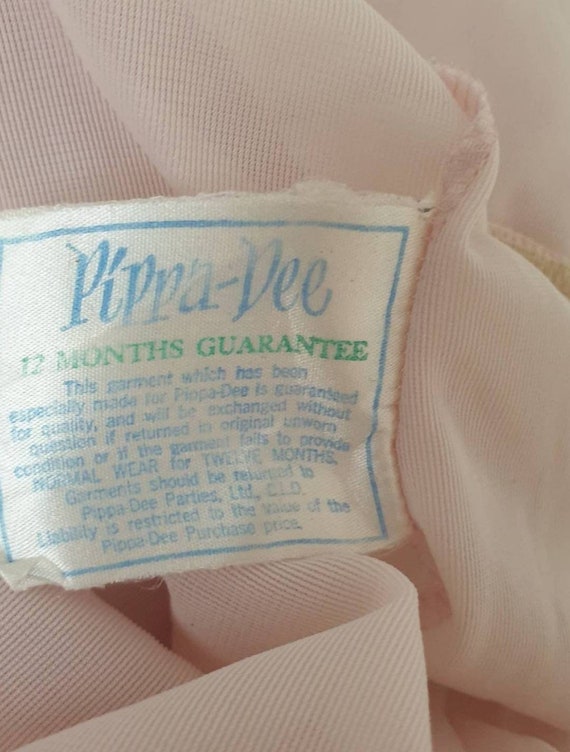 Pippa-Dee
12 MONTHS GUARANTEE
This garment which has been
especially made for Pippa-Dee is guaranteed
for quality, and will be exchanged without
question if returned in original unworn
condition or if the garment fails to provide
NORMAL WEAR for TWELVE MONTHS.
Garments should be returned to
Pippa-Dee Parties, Ltd., C.I.D.
Liability is restricted to the value of the
Pippa-Dee Purchase price.